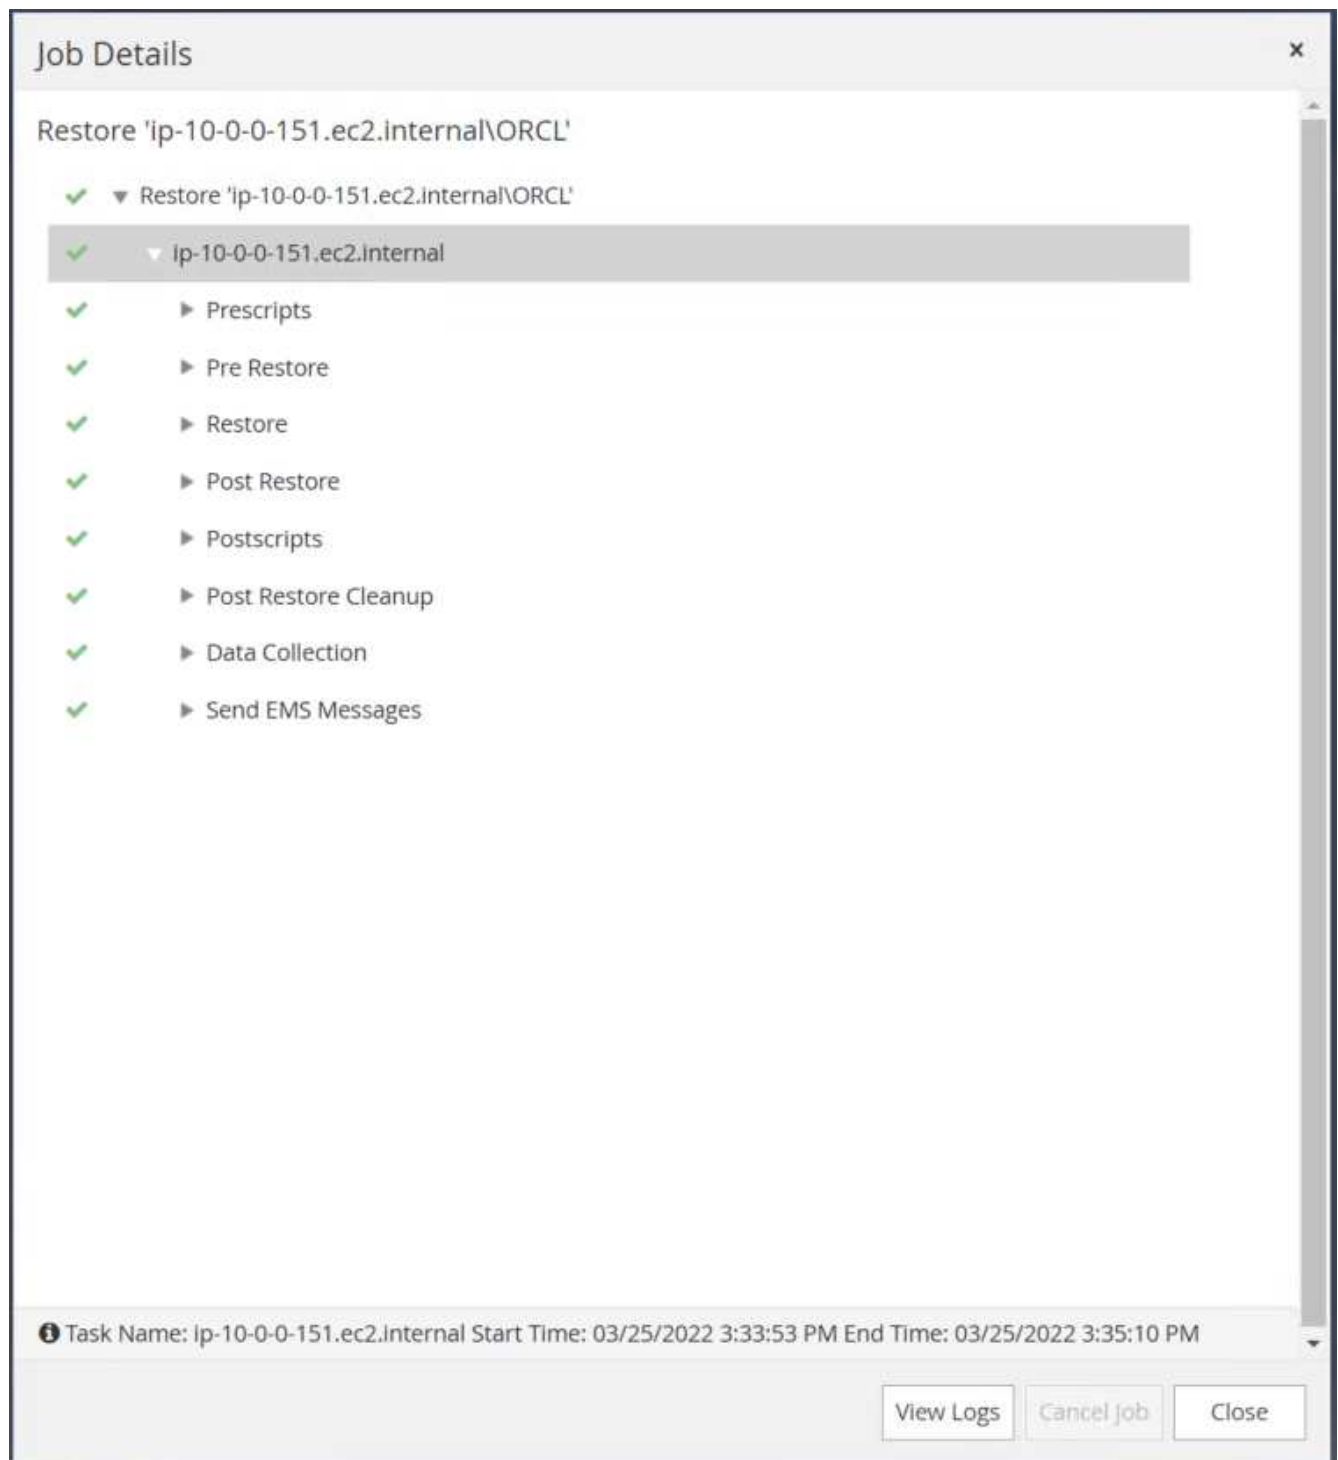 Job Details
Restore 'ip-10-0-0-151.ec2.internal\ORCL'
Restore 'ip-10-0-0-151.ec2.internal\ORCL'
ip-10-0-0-151.ec2.internal
Prescripts
Pre Restore
Restore
Post Restore
Postscripts
Post Restore Cleanup
Data Collection
Send EMS Messages
Task Name: ip-10-0-0-151.ec2.internal Start Time: 03/25/2022 3:33:53 PM End Time: 03/25/2022 3:35:10 PM
View Logs Cancel Job Close